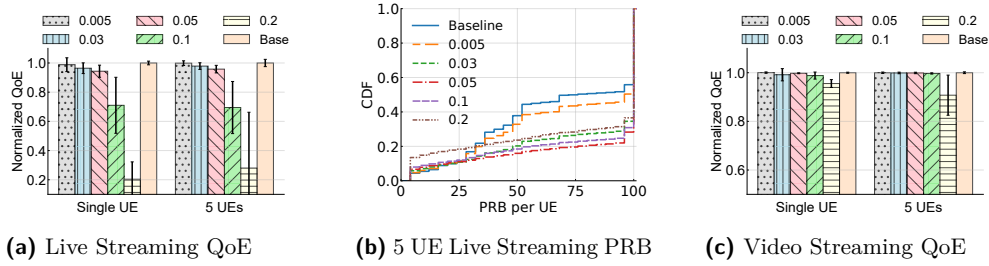 0.005 0.05 0.2
0.03 0.1 Base
Normalized QoE
1.0
0.8
0.6
0.4
0.2
Single UE 5 UEs
(a) Live Streaming QoE
CDF
1.0
0.8
0.6
0.4
0.2
0.0
Baseline
0.005
0.03
0.05
0.1
0.2
0 25 50 75 100
PRB per UE
(b) 5 UE Live Streaming PRB
0.005 0.05 0.2
0.03 0.1 Base
Normalized QoE
1.0
0.8
0.6
Single UE 5 UEs
(c) Video Streaming QoE